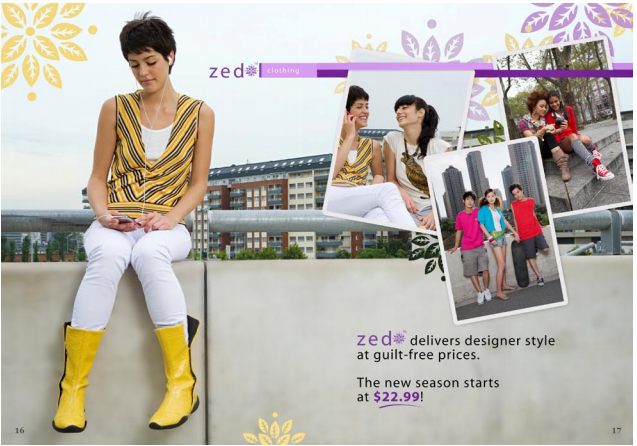 zed clothing
zed delivers designer style
at guilt-free prices.
The new season starts
at $22.99!
16
17